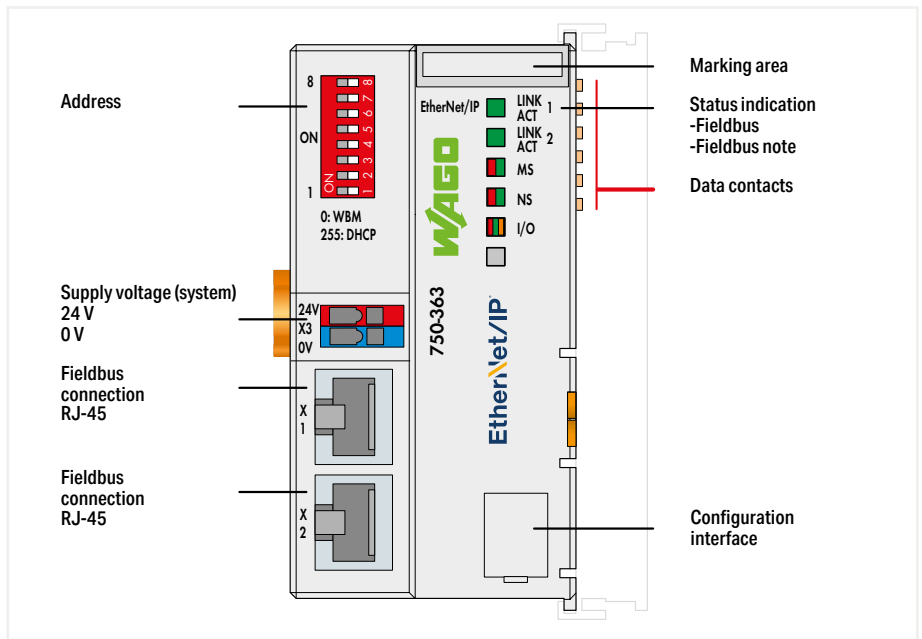 Address
8
ON
1
8
7
6
5
4
3
2
1
ON
0: WBM
255: DHCP
Supply voltage (system)
24 V
0 V
24V
X3
0V
Fieldbus
connection
RJ-45
X
1
Fieldbus
connection
RJ-45
X
2
EtherNet/IP
LINK
ACT 1
LINK
ACT 2
MS
NS
I/O
WAGO
750-363
EtherNet/IP
Marking area
Status indication
-Fieldbus
-Fieldbus note
Data contacts
Configuration
interface